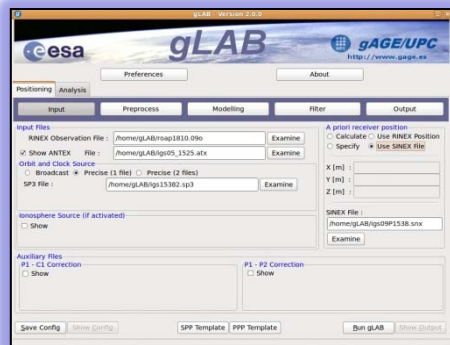 gLAB - Version 2.0.0
esa
gLAB
gAGE/UPC
http://www.gage.es
Preferences
About
Positioning Analysis
Input
Preprocess
Modelling
Filter
Output
Input Files
RINEX Observation File : /home/gLAB/roap1810.09o Examine
Show ANTEX File : /home/gLAB/igs05_1525.atx Examine
Orbit and Clock Source
Broadcast Precise (1 file) Precise (2 files)
SP3 File : /home/gLAB/igs15382.sp3 Examine
Ionosphere Source (if activated)
Show
A priori receiver position
Calculate Use RINEX Position
Specify Use SINEX File
X [m] :
Y [m] :
Z [m] :
SINEX File :
/home/gLAB/igs09P1538.snx
Examine
Auxiliary Files
P1 - C1 Correction
Show
P1 - P2 Correction
Show
Save Config
Show Config
SPP Template
PPP Template
Run gLAB
Show Output